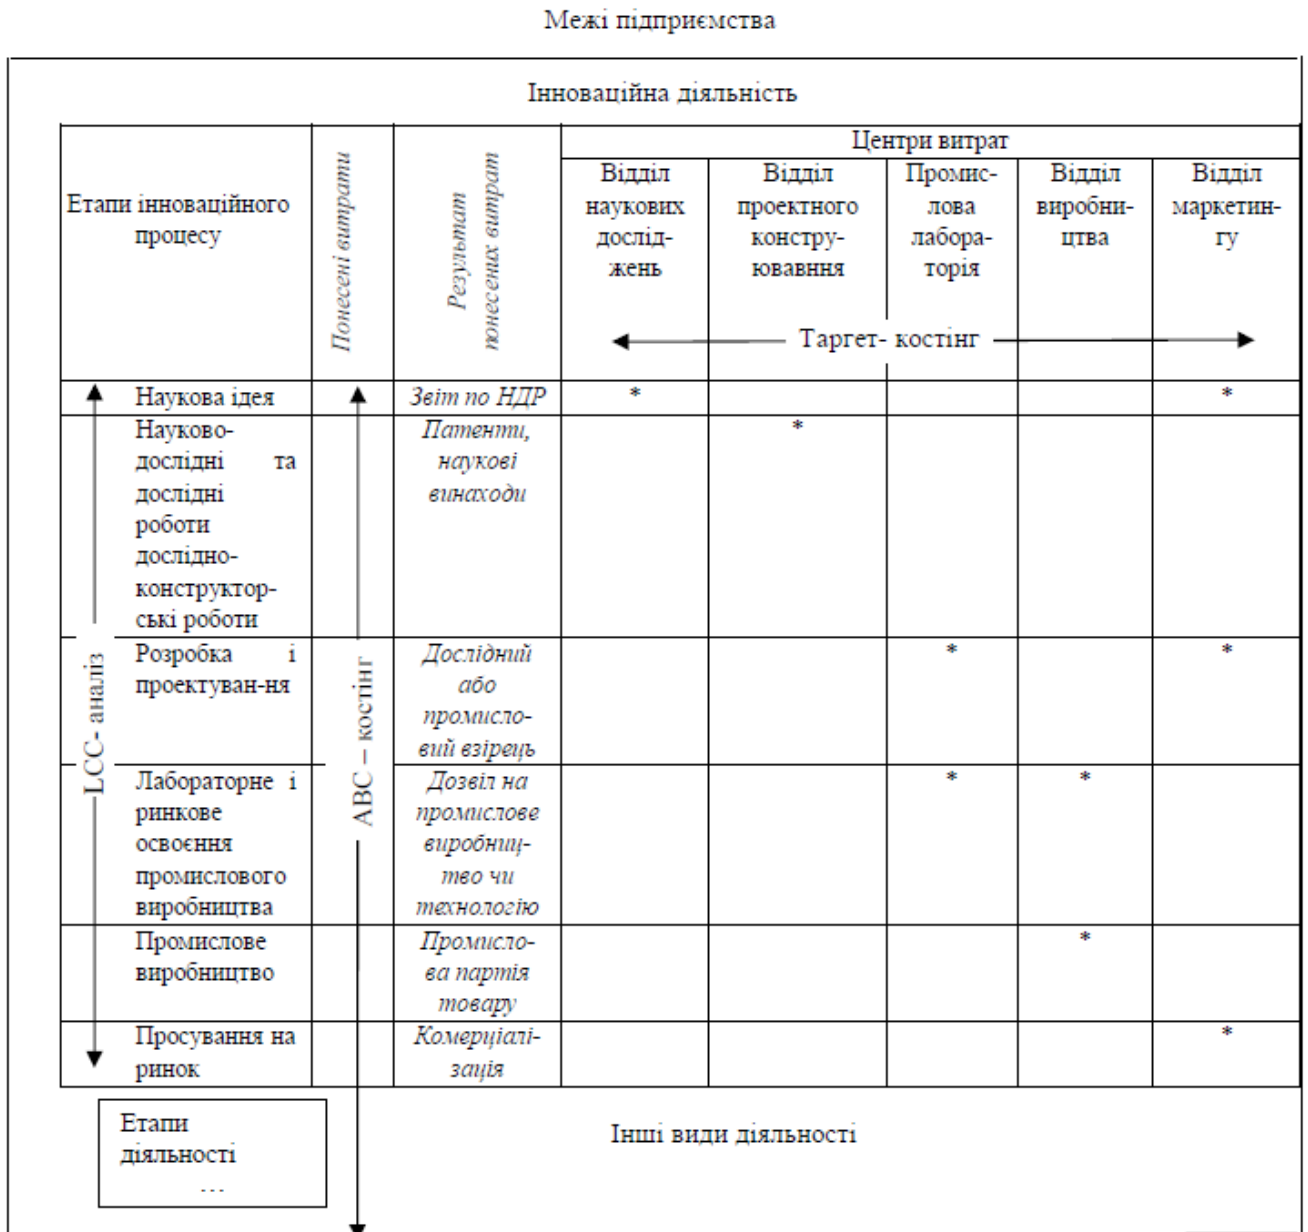 Межі підприємства
Інноваційна діяльність
Етапи інноваційного
процесу
Понесені витрати
Результат
понесених витрат
Центри витрат
Відділ
наукових
дослід-
жень
Відділ
проектного
констру-
ювавння
Промис-
лова
лабора-
торія
Відділ
виробни-
цтва
Відділ
маркетин-
гу
Таргет- костінг
LCC- аналіз
АВС – костінг
Наукова ідея
Звіт по НДР
*
*
Науково-
дослідні та
дослідні
роботи
дослідно-
конструктор-
ські роботи
Патенти,
наукові
винаходи
*
Розробка і
проектуван-ня
Дослідний
або
промисло-
вий взірець
*
*
Лабораторне і
ринкове
освоєння
промислового
виробництва
Дозвіл на
промислове
виробниц-
тво чи
технологію
*
*
Промислове
виробництво
Промисло-
ва партія
товару
*
Просування на
ринок
Комерціалі-
зація
*
Етапи
діяльності
...
Інші види діяльності